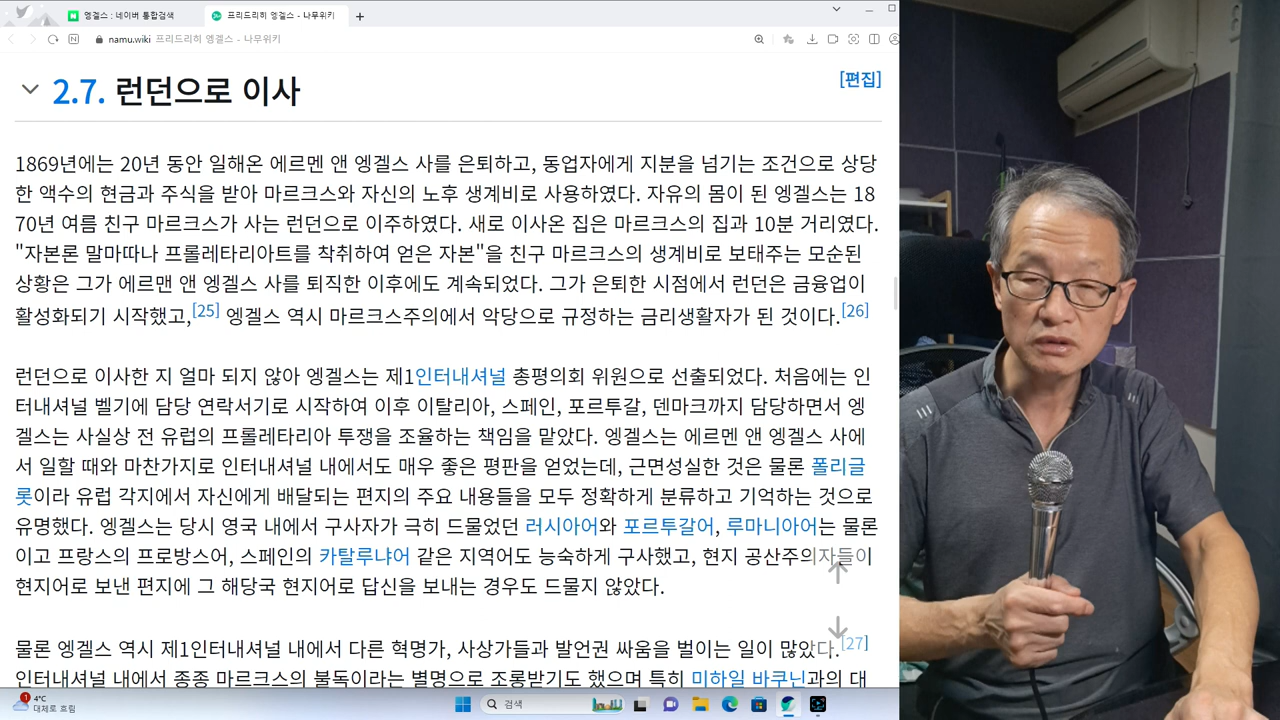 엥겔스 : 네이버 통합검색
프리드리히 엥겔스 - 나무위키
namu.wiki 프리드리히 엥겔스 - 나무위키
2.7. 런던으로 이사
[편집]
1869년에는 20년 동안 일해온 에르멘 앤 엥겔스 사를 은퇴하고, 동업자에게 지분을 넘기는 조건으로 상당
한 액수의 현금과 주식을 받아 마르크스와 자신의 노후 생계비로 사용하였다. 자유의 몸이 된 엥겔스는 18
70년 여름 친구 마르크스가 사는 런던으로 이주하였다. 새로 이사온 집은 마르크스의 집과 10분 거리였다.
"자본론 말마따나 프롤레타리아트를 착취하여 얻은 자본"을 친구 마르크스의 생계비로 보태주는 모순된
상황은 그가 에르맨 앤 엥겔스 사를 퇴직한 이후에도 계속되었다. 그가 은퇴한 시점에서 런던은 금융업이
활성화되기 시작했고,[25] 엥겔스 역시 마르크스주의에서 악당으로 규정하는 금리생활자가 된 것이다.[26]
런던으로 이사한 지 얼마 되지 않아 엥겔스는 제1인터내셔널 총평의회 위원으로 선출되었다. 처음에는 인
터내셔널 벨기에 담당 연락서기로 시작하여 이후 이탈리아, 스페인, 포르투갈, 덴마크까지 담당하면서 엥
겔스는 사실상 전 유럽의 프롤레타리아 투쟁을 조율하는 책임을 맡았다. 엥겔스는 에르멘 앤 엥겔스 사에
서 일할 때와 마찬가지로 인터내셔널 내에서도 매우 좋은 평판을 얻었는데, 근면성실한 것은 물론 폴리글
롯이라 유럽 각지에서 자신에게 배달되는 편지의 주요 내용들을 모두 정확하게 분류하고 기억하는 것으로
유명했다. 엥겔스는 당시 영국 내에서 구사자가 극히 드물었던 러시아어와 포르투갈어, 루마니아어는 물론
이고 프랑스의 프로방스어, 스페인의 카탈루냐어 같은 지역어도 능숙하게 구사했고, 현지 공산주의자들이
현지어로 보낸 편지에 그 해당국 현지어로 답신을 보내는 경우도 드물지 않았다.
물론 엥겔스 역시 제1인터내셔널 내에서 다른 혁명가, 사상가들과 발언권 싸움을 벌이는 일이 많았다.[27]
인터내셔널 내에서 종종 마르크스의 불독이라는 별명으로 조롱받기도 했으며 특히 미하일 바쿠닌과의 대
1
4°C
대체로 흐림
검색